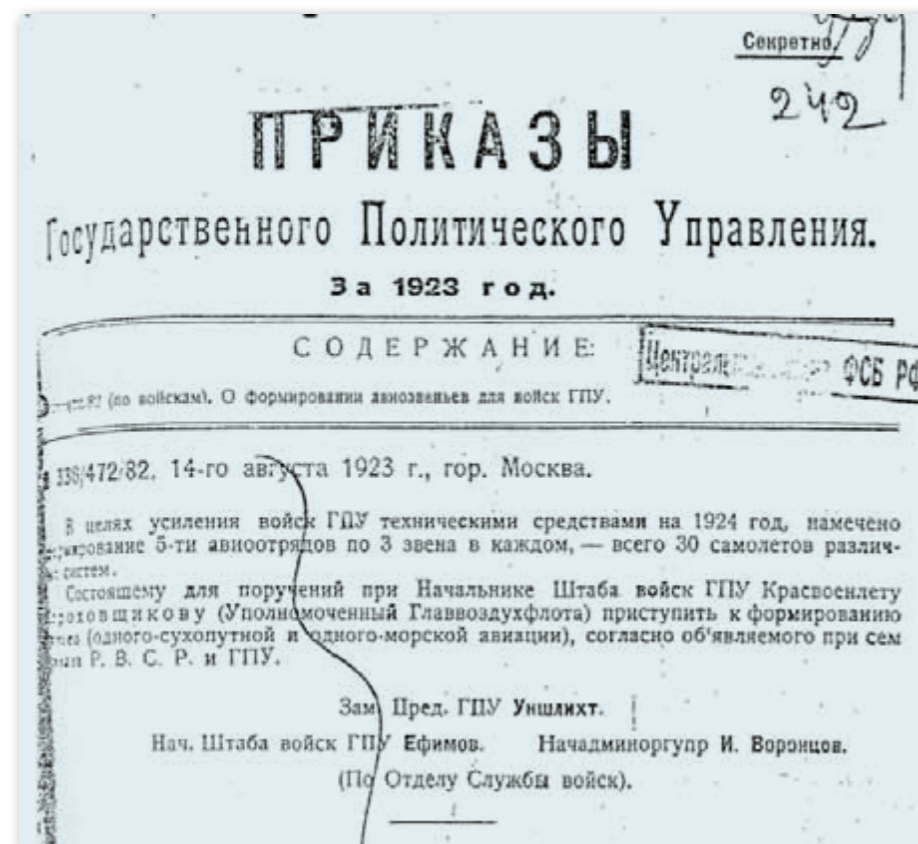 Секретно.
242
ПРИКАЗЫ
Государственного Политического Управления.
За 1923 год.
СОДЕРЖАНИЕ:
ФСБ РФ
(по войскам). О формировании авиозвеньев для войск ГПУ.
338/472/82. 14-го августа 1923 г., гор. Москва.
В целях усиления войск ГПУ техническими средствами на 1924 год, намечено
5-ти авиоотрядов по 3 звена в каждом, — всего 30 самолетов различ-
систем.
Состоящему для поручений при Начальнике Штаба войск ГПУ Красвоенлету
(Уполномоченный Главвоздухфлота) приступить к формированию
(одного-сухопутной и одного-морской авиации), согласно об'являемого при сем
Р. В. С. Р. и ГПУ.
Зам. Пред. ГПУ Уншлихт.
Нач. Штаба войск ГПУ Ефимов. Начадминоргупр И. Воронцов.
(По Отделу Службы войск).